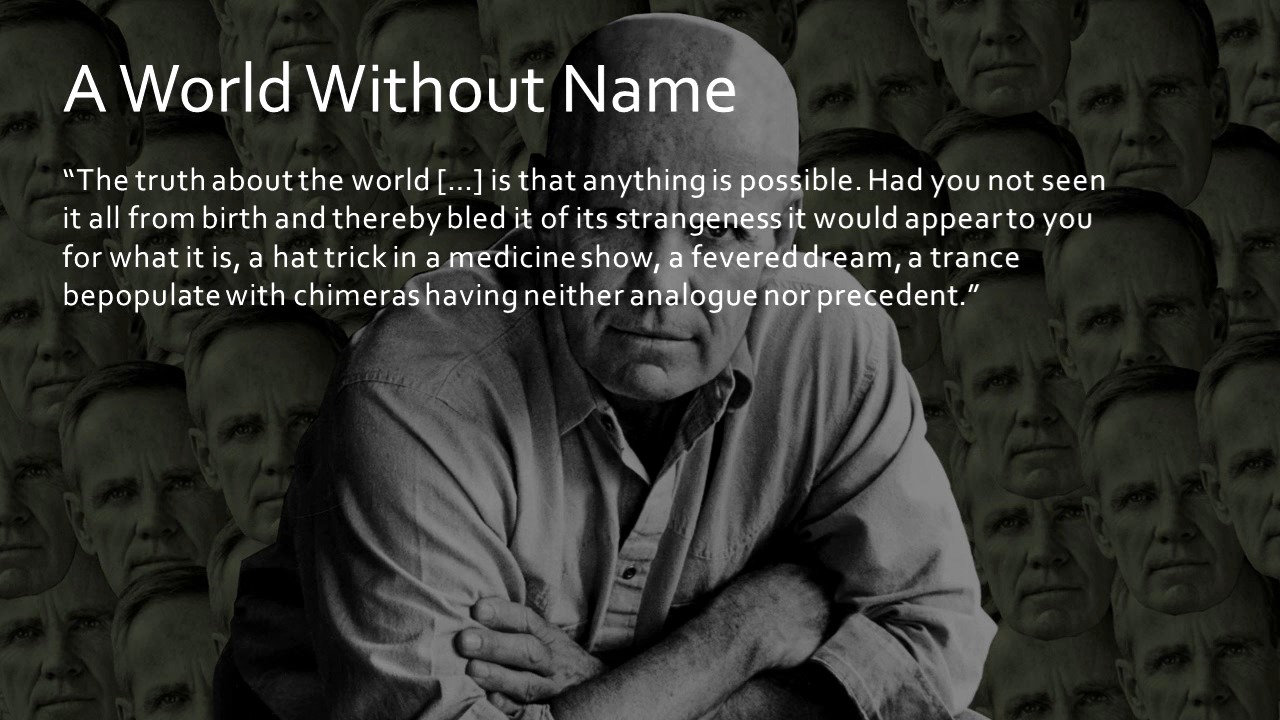 A World Without Name
“The truth about the world […] is that anything is possible. Had you not seen
it all from birth and thereby bled it of its strangeness it would appear to you
for what it is, a hat trick in a medicine show, a fevered dream, a trance
bepopulate with chimeras having neither analogue nor precedent.”